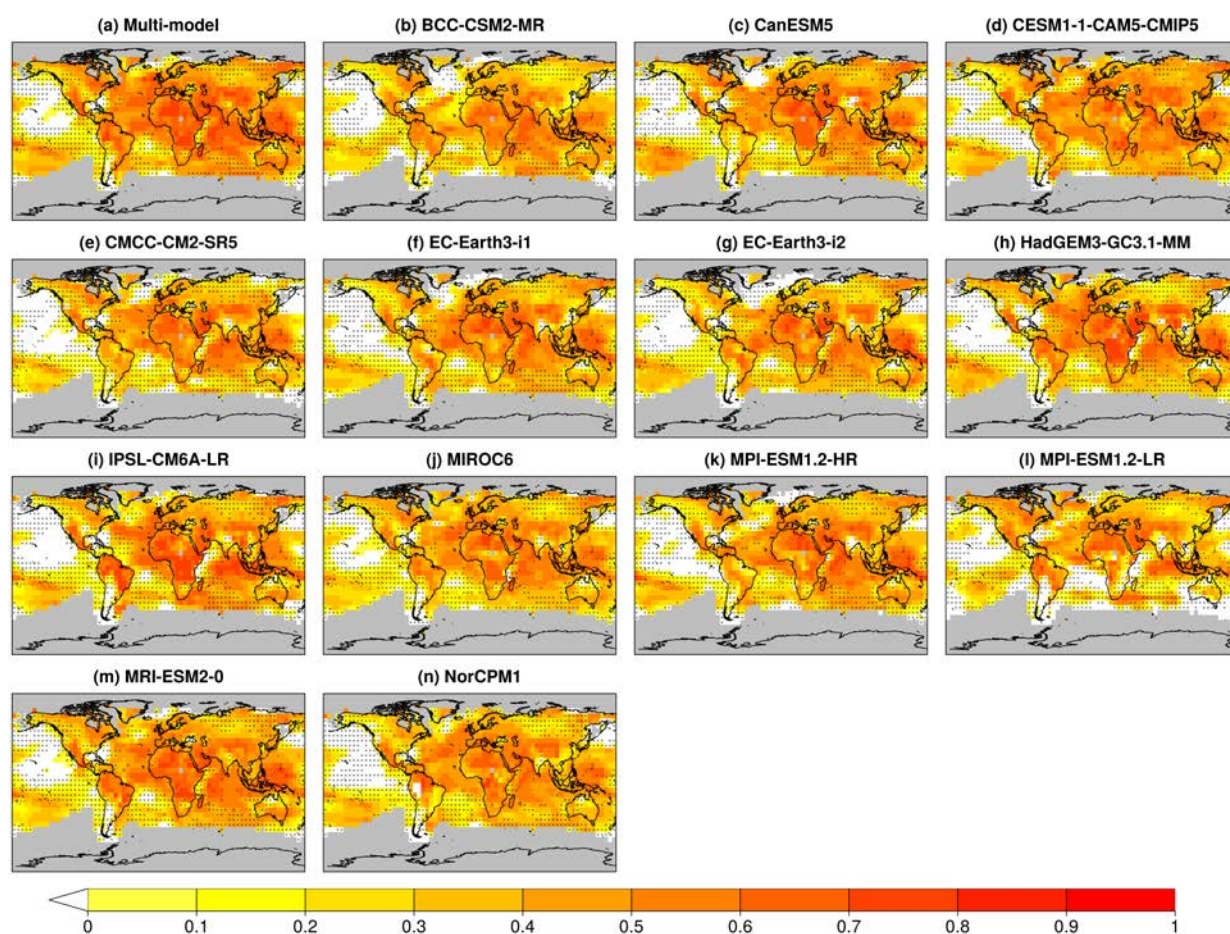 (a) Multi-model (b) BCC-CSM2-MR (c) CanESM5 (d) CESM1-1-CAM5-CMIP5
(e) CMCC-CM2-SR5 (f) EC-Earth3-i1 (g) EC-Earth3-i2 (h) HadGEM3-GC3.1-MM
(i) IPSL-CM6A-LR (j) MIROC6 (k) MPI-ESM1.2-HR (l) MPI-ESM1.2-LR
(m) MRI-ESM2-0 (n) NorCPM1
0 0.1 0.2 0.3 0.4 0.5 0.6 0.7 0.8 0.9 1